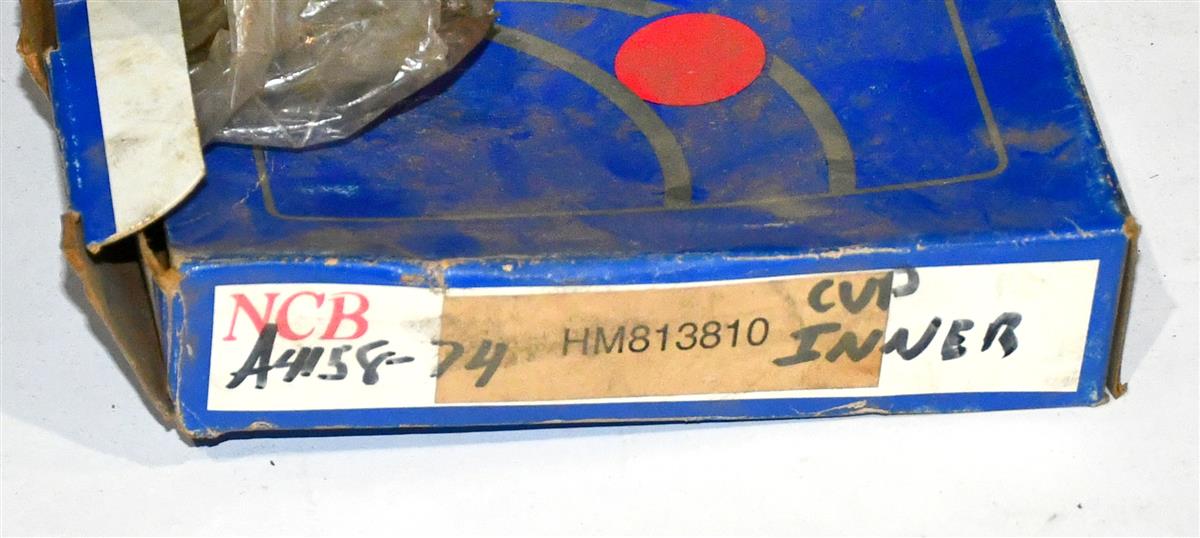 NCB
A4158-74
HM813810
CUP
INNER